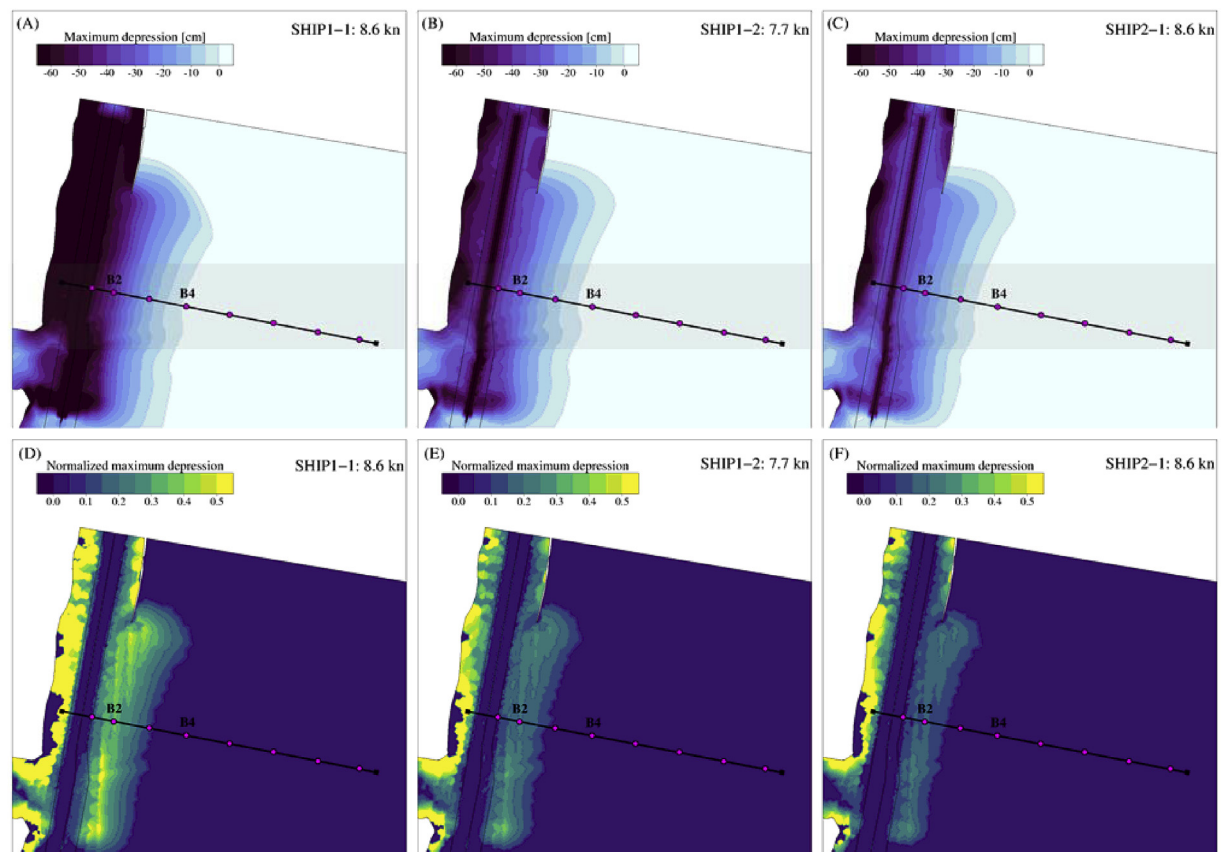 (A) SHIP1-1: 8.6 kn
Maximum depression [cm]
-60 -50 -40 -30 -20 -10 0
B2
B4
(B) SHIP1-2: 7.7 kn
Maximum depression [cm]
-60 -50 -40 -30 -20 -10 0
B2
B4
(C) SHIP2-1: 8.6 kn
Maximum depression [cm]
-60 -50 -40 -30 -20 -10 0
B2
B4
(D) SHIP1-1: 8.6 kn
Normalized maximum depression
0.0 0.1 0.2 0.3 0.4 0.5
B2
B4
(E) SHIP1-2: 7.7 kn
Normalized maximum depression
0.0 0.1 0.2 0.3 0.4 0.5
B2
B4
(F) SHIP2-1: 8.6 kn
Normalized maximum depression
0.0 0.1 0.2 0.3 0.4 0.5
B2
B4